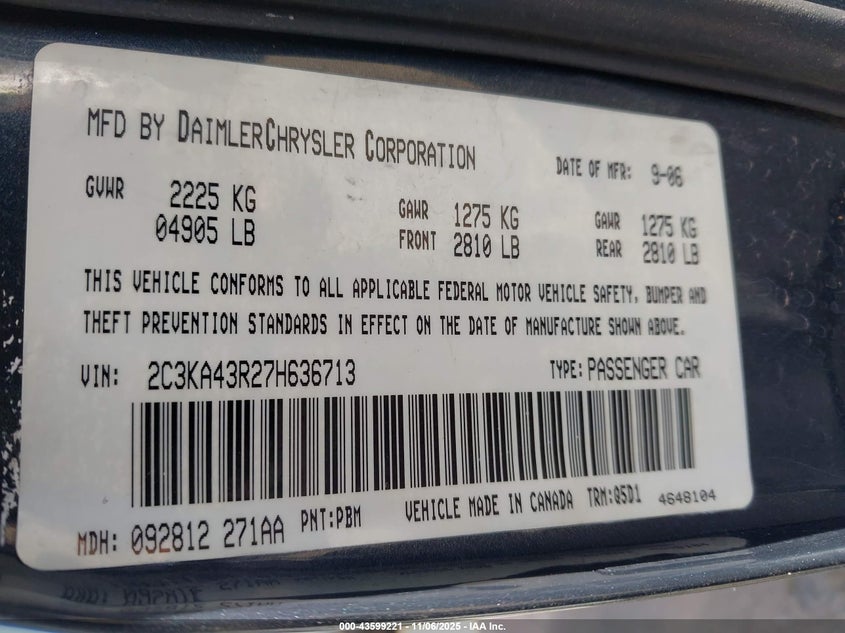 MFD BY DAIMLERCHRYSLER CORPORATION DATE OF MFR: 9-06
GVWR 2225 KG GAWR 1275 KG GAWR 1275 KG
04905 LB FRONT 2810 LB REAR 2810 LB
THIS VEHICLE CONFORMS TO ALL APPLICABLE FEDERAL MOTOR VEHICLE SAFETY, BUMPER AND
THEFT PREVENTION STANDARDS IN EFFECT ON THE DATE OF MANUFACTURE SHOWN ABOVE.
VIN: 2C3KA43R27H636713 TYPE: PASSENGER CAR
MDH: 092812 271AA PNT:PBM VEHICLE MADE IN CANADA TRM:Q5D1 4648104
000-43599221 - 11/06/2025 - IAA Inc.